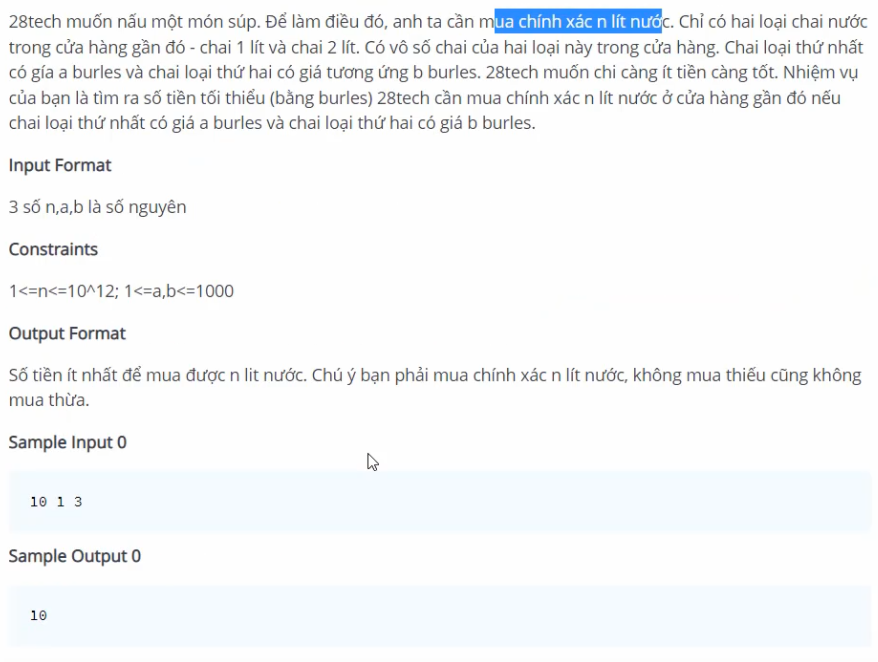 28tech muốn nấu một món súp. Để làm điều đó, anh ta cần mua chính xác n lít nước. Chỉ có hai loại chai nước
trong cửa hàng gần đó - chai 1 lít và chai 2 lít. Có vô số chai của hai loại này trong cửa hàng. Chai loại thứ nhất
có gía a burles và chai loại thứ hai có giá tương ứng b burles. 28tech muốn chi càng ít tiền càng tốt. Nhiệm vụ
của bạn là tìm ra số tiền tối thiểu (bằng burles) 28tech cần mua chính xác n lít nước ở cửa hàng gần đó nếu
chai loại thứ nhất có giá a burles và chai loại thứ hai có giá b burles.
Input Format
3 số n,a,b là số nguyên
Constraints
1<=n<=10^12; 1<=a,b<=1000
Output Format
Số tiền ít nhất để mua được n lit nước. Chú ý bạn phải mua chính xác n lít nước, không mua thiếu cũng không
mua thừa.
Sample Input 0
10 1 3
Sample Output 0
10